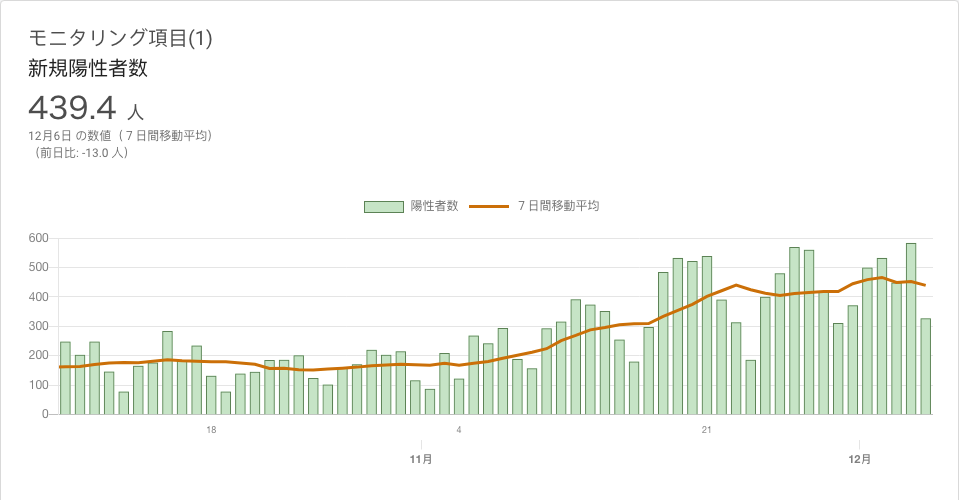 モニタリング項目(1)
新規陽性者数
439.4 人
12月6日 の数値（７日間移動平均）
（前日比: -13.0 人）
陽性者数 ７日間移動平均
600
500
400
300
200
100
0
18 4 21
11月 12月